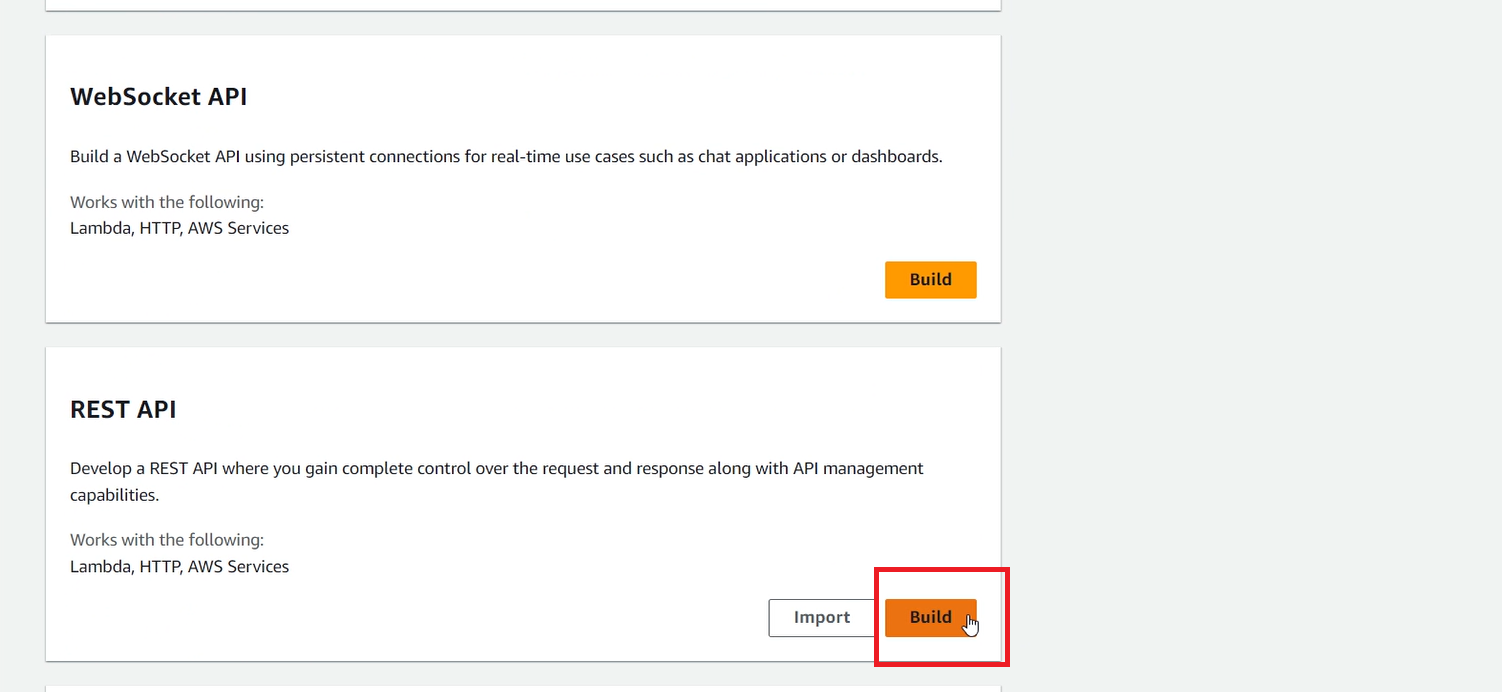 WebSocket API
Build a WebSocket API using persistent connections for real-time use cases such as chat applications or dashboards.
Works with the following:
Lambda, HTTP, AWS Services
Build
REST API
Develop a REST API where you gain complete control over the request and response along with API management
capabilities.
Works with the following:
Lambda, HTTP, AWS Services
Import
Build